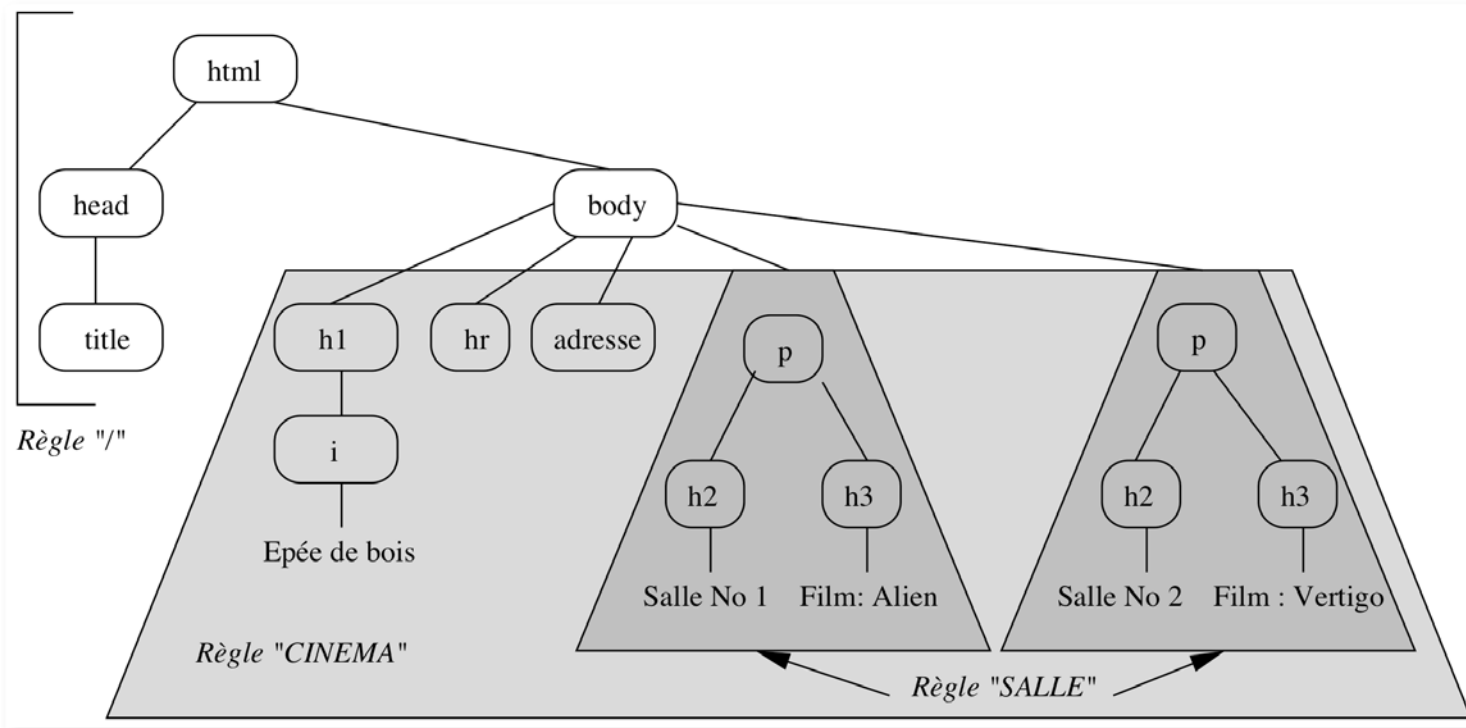 html
head
body
title
h1
hr
adresse
p
p
Règle "/"
i
h2
h3
h2
h3
Epée de bois
Salle No 1
Film: Alien
Salle No 2
Film : Vertigo
Règle "CINEMA"
Règle "SALLE"